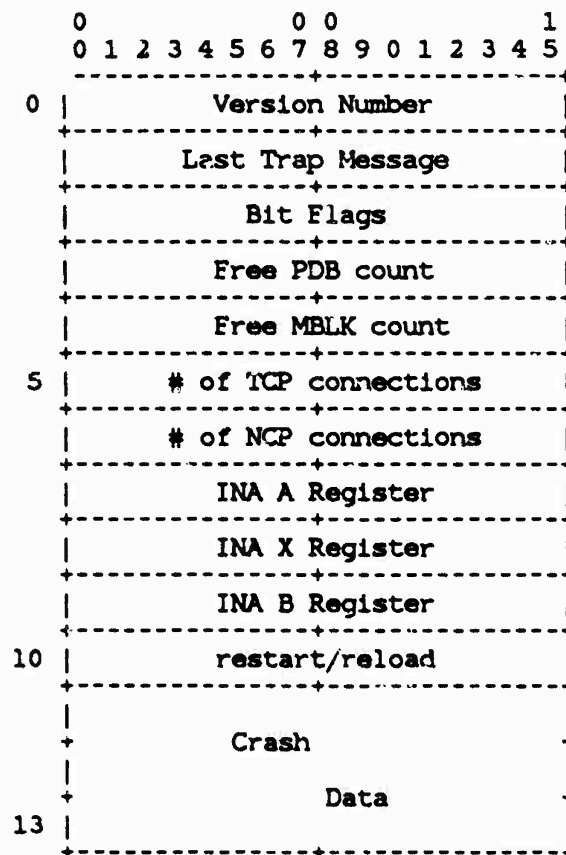 0 0 0 1
0 1 2 3 4 5 6 7 8 9 0 1 2 3 4 5
0 Version Number
Last Trap Message
Bit Flags
Free PDB count
Free MBLK count
5 # of TCP connections
# of NCP connections
INA A Register
INA X Register
INA B Register
10 restart/reload
Crash
Data
13